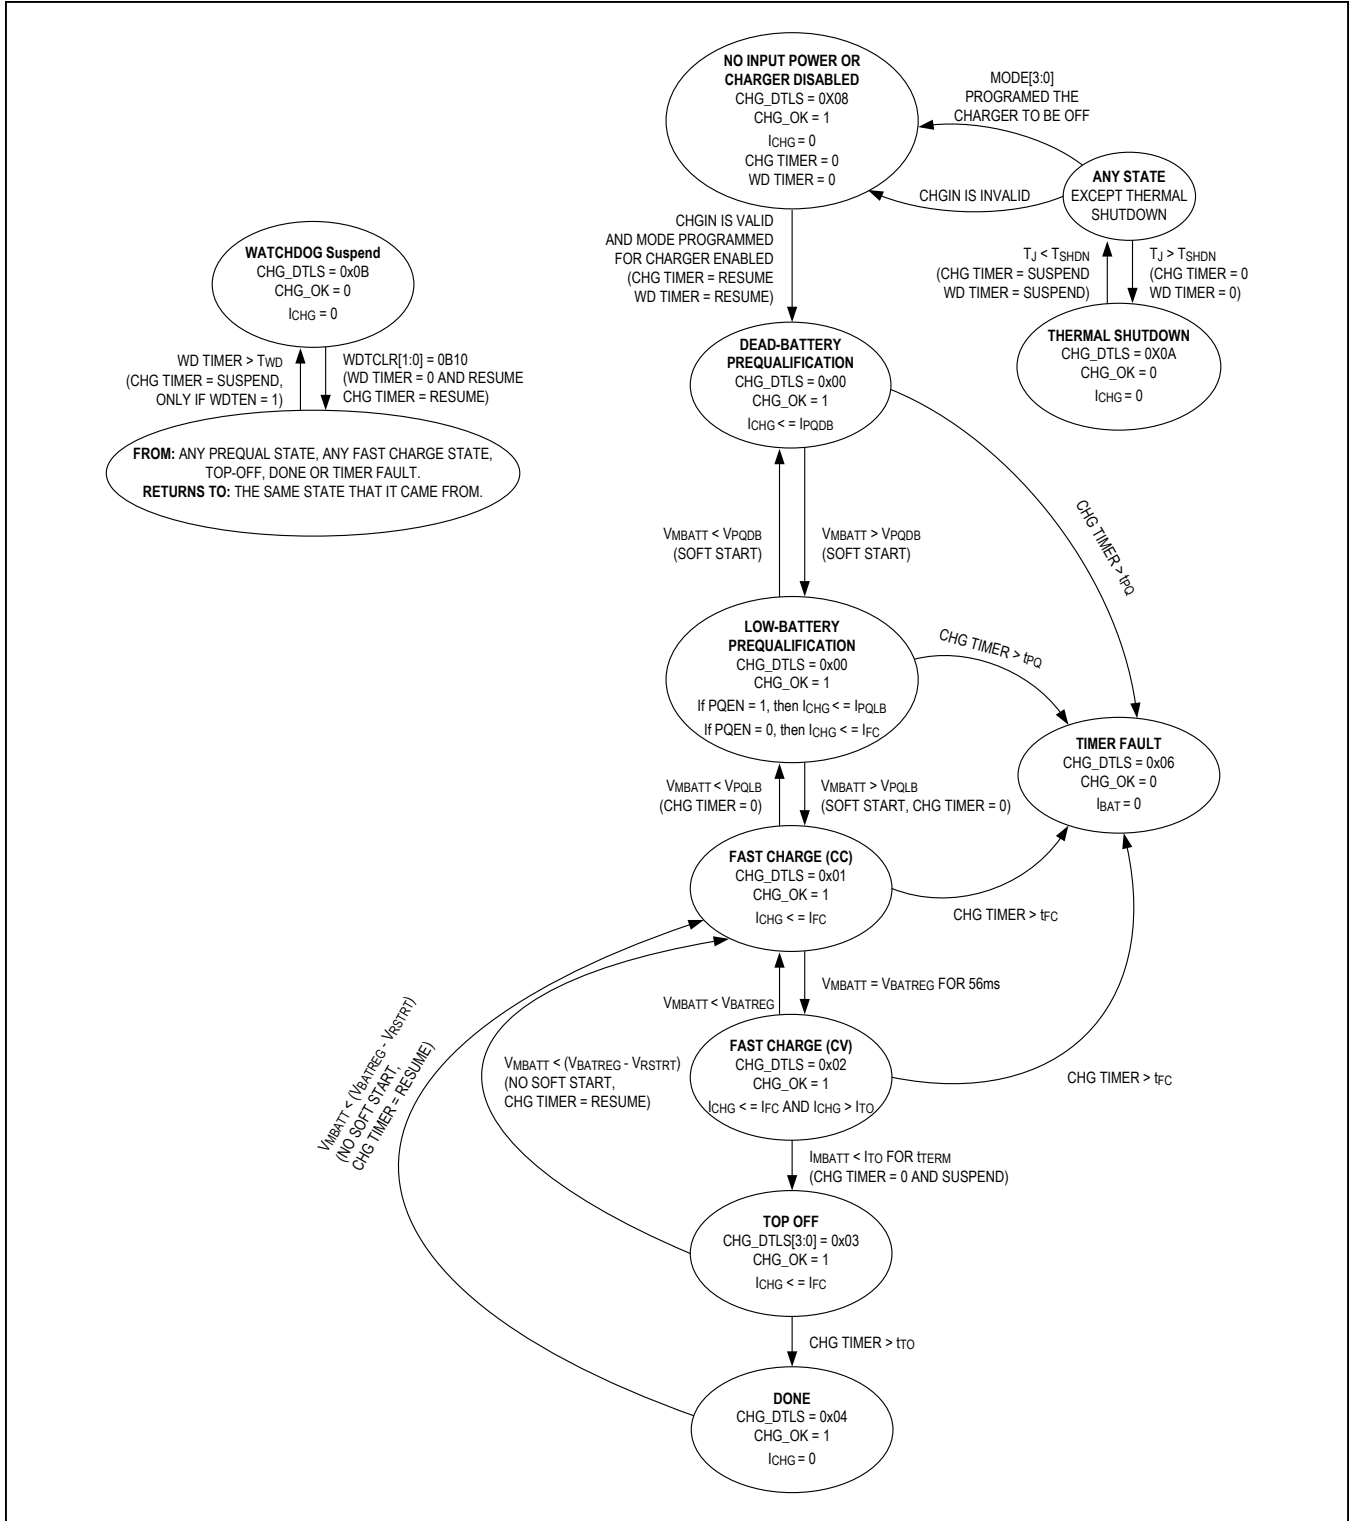 NO INPUT POWER OR
CHARGER DISABLED
CHG_DTLS = 0X08
CHG_OK = 1
ICHG = 0
CHG TIMER = 0
WD TIMER = 0
MODE[3:0]
PROGRAMED THE
CHARGER TO BE OFF
ANY STATE
EXCEPT THERMAL
SHUTDOWN
CHGIN IS INVALID
CHGIN IS VALID
AND MODE PROGRAMMED
FOR CHARGER ENABLED
(CHG TIMER = RESUME
WD TIMER = RESUME)
TJ < TSHDN
(CHG TIMER = SUSPEND
WD TIMER = SUSPEND)
TJ > TSHDN
(CHG TIMER = 0
WD TIMER = 0)
THERMAL SHUTDOWN
CHG_DTLS = 0X0A
CHG_OK = 0
ICHG = 0
WATCHDOG Suspend
CHG_DTLS = 0x0B
CHG_OK = 0
ICHG = 0
WD TIMER > TWD
(CHG TIMER = SUSPEND,
ONLY IF WDTEN = 1)
WDTCLR[1:0] = 0B10
(WD TIMER = 0 AND RESUME
CHG TIMER = RESUME)
FROM: ANY PREQUAL STATE, ANY FAST CHARGE STATE,
TOP-OFF, DONE OR TIMER FAULT.
RETURNS TO: THE SAME STATE THAT IT CAME FROM.
DEAD-BATTERY
PREQUALIFICATION
CHG_DTLS = 0x00
CHG_OK = 1
ICHG < = IPQDB
VMBATT < VPQDB
(SOFT START)
VMBATT > VPQDB
(SOFT START)
CHG TIMER > tPQ
LOW-BATTERY
PREQUALIFICATION
CHG_DTLS = 0x00
CHG_OK = 1
If PQEN = 1, then ICHG < = IPQLB
If PQEN = 0, then ICHG < = IFC
CHG TIMER > tPQ
TIMER FAULT
CHG_DTLS = 0x06
CHG_OK = 0
IBAT = 0
VMBATT < VPQLB
(CHG TIMER = 0)
VMBATT > VPQLB
(SOFT START, CHG TIMER = 0)
FAST CHARGE (CC)
CHG_DTLS = 0x01
CHG_OK = 1
ICHG < = IFC
CHG TIMER > tFC
VMBATT < VBATREG
VMBATT = VBATREG FOR 56ms
FAST CHARGE (CV)
CHG_DTLS = 0x02
CHG_OK = 1
ICHG < = IFC AND ICHG > ITO
CHG TIMER > tFC
VMBATT < (VBATREG - VRSTRT)
(NO SOFT START,
CHG TIMER = RESUME)
VMBATT < (VBATREG - VRSTRT)
(NO SOFT START,
CHG TIMER = RESUME)
IMBATT < ITO FOR tTERM
(CHG TIMER = 0 AND SUSPEND)
TOP OFF
CHG_DTLS[3:0] = 0x03
CHG_OK = 1
ICHG < = IFC
CHG TIMER > tTO
DONE
CHG_DTLS = 0x04
CHG_OK = 1
ICHG = 0